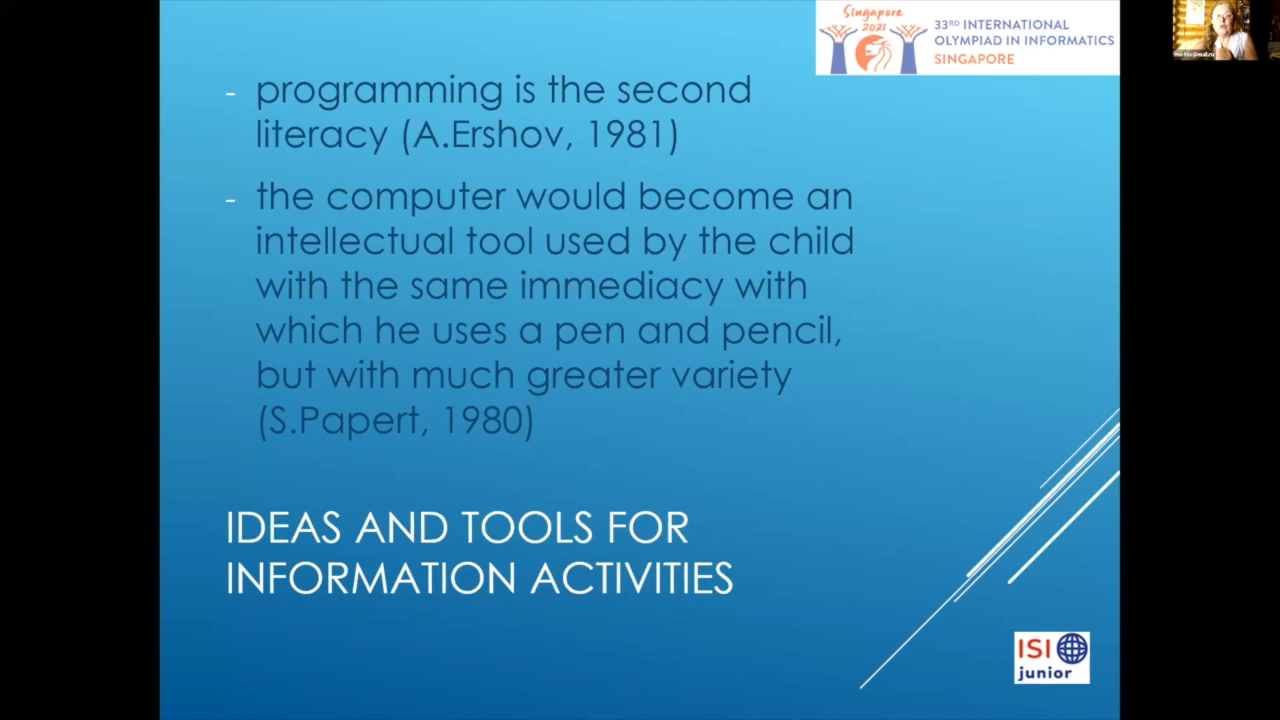 Singapore
2021
33RD INTERNATIONAL
OLYMPIAD IN INFORMATICS
SINGAPORE
- programming is the second
literacy (A.Ershov, 1981)
- the computer would become an
intellectual tool used by the child
with the same immediacy with
which he uses a pen and pencil,
but with much greater variety
(S.Papert, 1980)
IDEAS AND TOOLS FOR
INFORMATION ACTIVITIES
ISI
junior